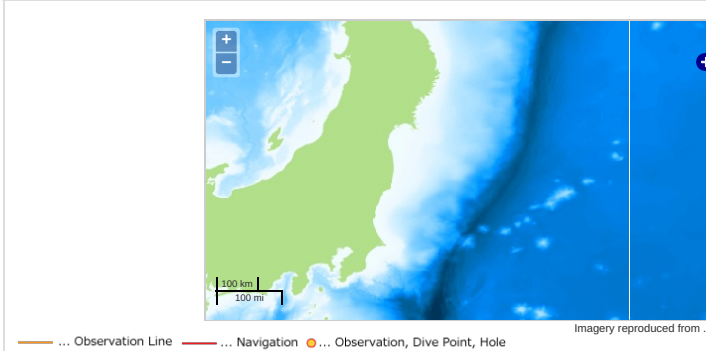 +
−
100 km
100 mi
Imagery reproduced from .
... Observation Line
... Navigation
... Observation, Dive Point, Hole